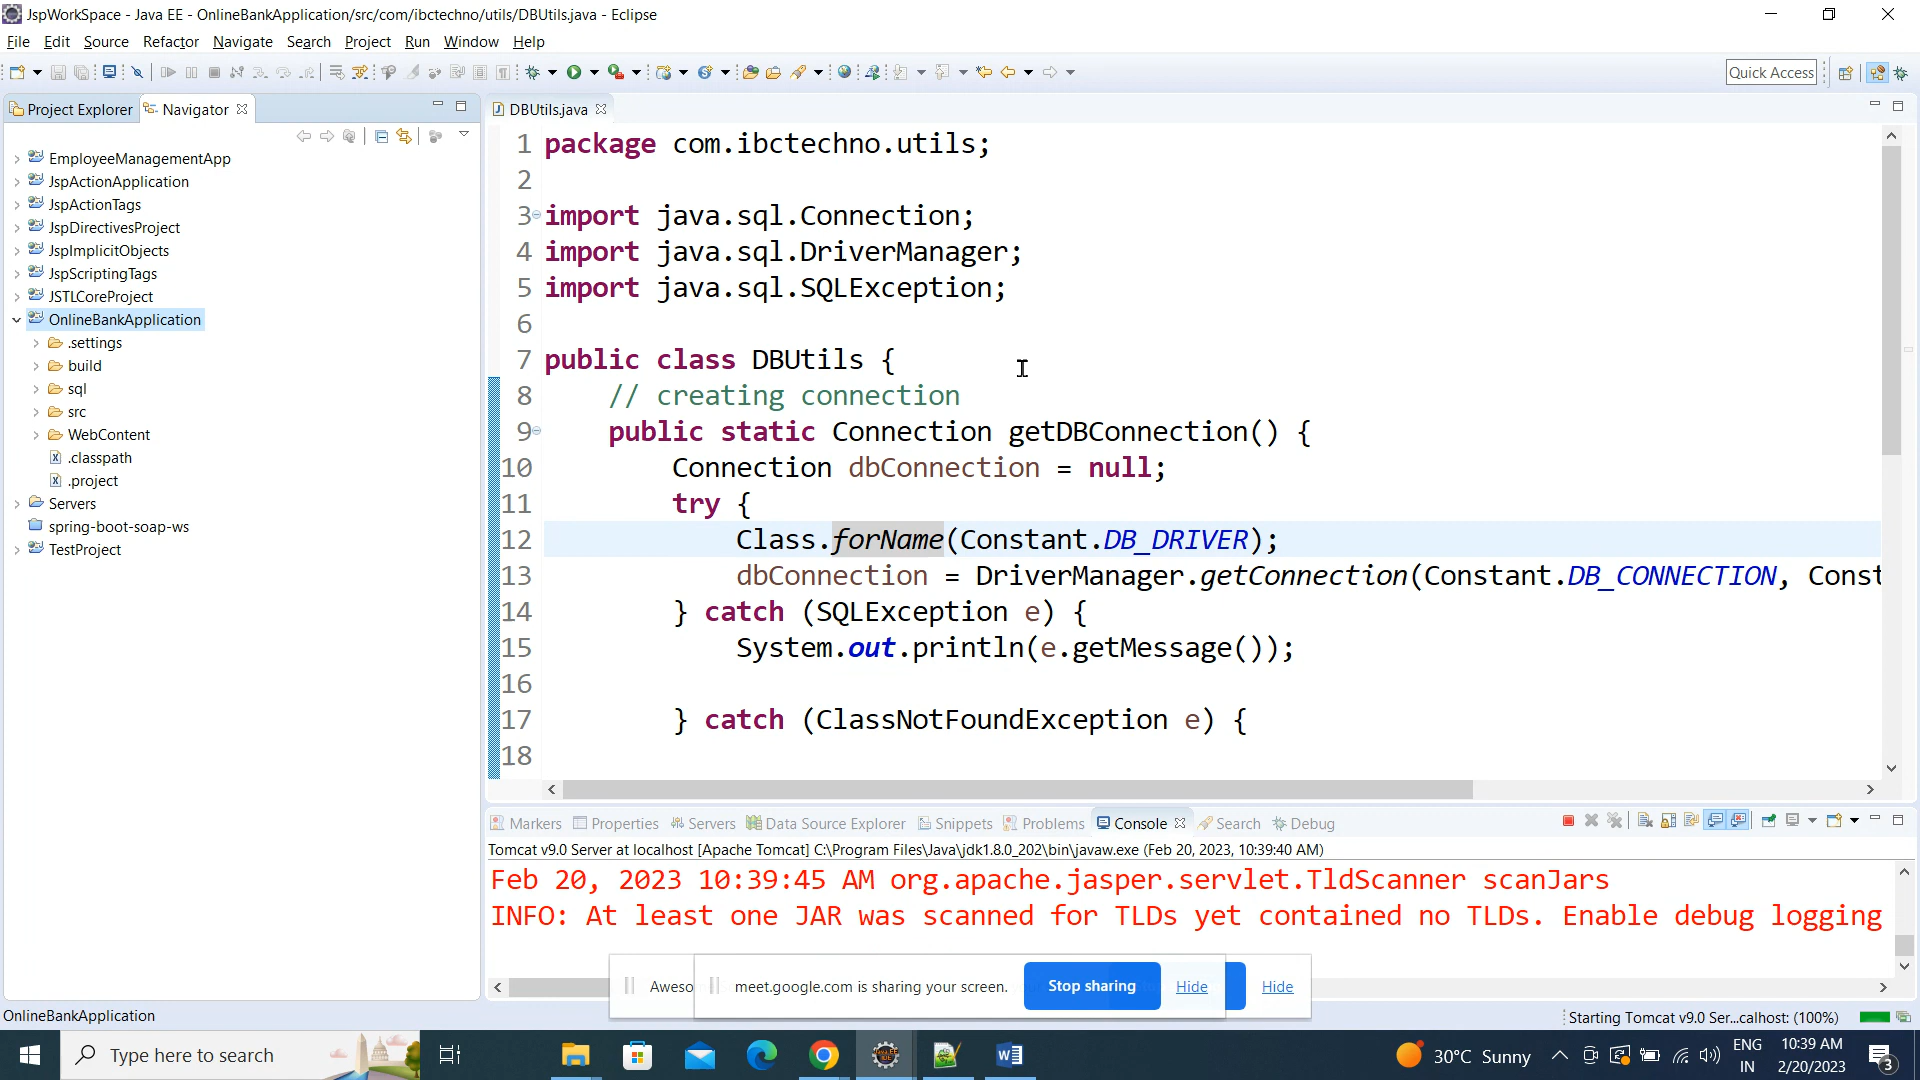 JspWorkSpace - Java EE - OnlineBankApplication/src/com/ibctechno/utils/DBUtils.java - Eclipse
File Edit Source Refactor Navigate Search Project Run Window Help
Quick Access
Project Explorer Navigator
DBUtils.java
EmployeeManagementApp
JspActionApplication
JspActionTags
JspDirectivesProject
JspImplicitObjects
JspScriptingTags
JSTLCoreProject
OnlineBankApplication
.settings
build
sql
src
WebContent
.classpath
.project
Servers
spring-boot-soap-ws
TestProject
1 package com.ibctechno.utils;
2
3 import java.sql.Connection;
4 import java.sql.DriverManager;
5 import java.sql.SQLException;
6
7 public class DBUtils {
8 // creating connection
9 public static Connection getDBConnection() {
10 Connection dbConnection = null;
11 try {
12 Class.forName(Constant.DB_DRIVER);
13 dbConnection = DriverManager.getConnection(Constant.DB_CONNECTION, Const
14 } catch (SQLException e) {
15 System.out.println(e.getMessage());
16
17 } catch (ClassNotFoundException e) {
18
Markers Properties Servers Data Source Explorer Snippets Problems Console Search Debug
Tomcat v9.0 Server at localhost [Apache Tomcat] C:\Program Files\Java\jdk1.8.0_202\bin\javaw.exe (Feb 20, 2023, 10:39:40 AM)
Feb 20, 2023 10:39:45 AM org.apache.jasper.servlet.TldScanner scanJars
INFO: At least one JAR was scanned for TLDs yet contained no TLDs. Enable debug logging
Aweso meet.google.com is sharing your screen. Stop sharing Hide Hide
OnlineBankApplication
Starting Tomcat v9.0 Ser...calhost: (100%)
Type here to search
30°C Sunny
ENG
IN
10:39 AM
2/20/2023
3